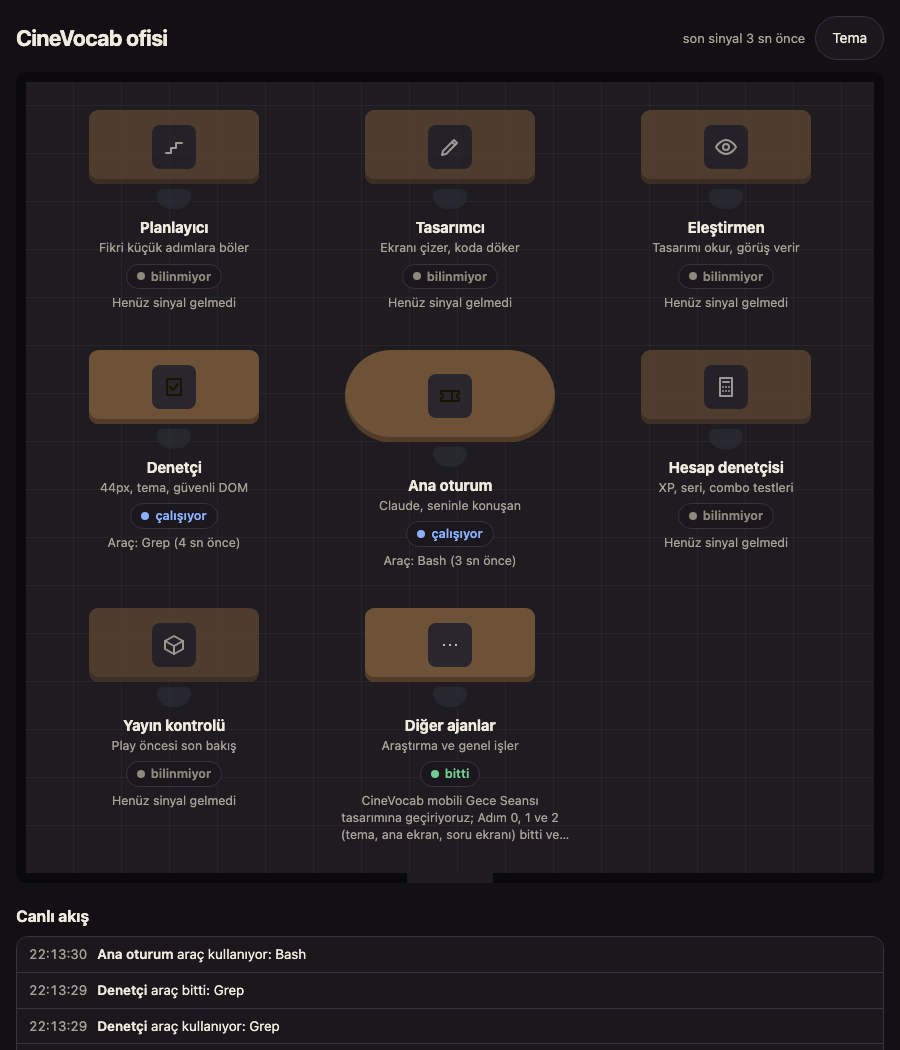 CineVocab ofisi
son sinyal 3 sn önce
Tema
Planlayıcı
Fikri küçük adımlara böler
bilinmiyor
Henüz sinyal gelmedi
Tasarımcı
Ekranı çizer, koda döker
bilinmiyor
Henüz sinyal gelmedi
Eleştirmen
Tasarımı okur, görüş verir
bilinmiyor
Henüz sinyal gelmedi
Denetçi
44px, tema, güvenli DOM
çalışıyor
Araç: Grep (4 sn önce)
Ana oturum
Claude, seninle konuşan
çalışıyor
Araç: Bash (3 sn önce)
Hesap denetçisi
XP, seri, combo testleri
bilinmiyor
Henüz sinyal gelmedi
Yayın kontrolü
Play öncesi son bakış
bilinmiyor
Henüz sinyal gelmedi
Diğer ajanlar
Araştırma ve genel işler
bitti
CineVocab mobili Gece Seansı
tasarımına geçiriyoruz; Adım 0, 1 ve 2
(tema, ana ekran, soru ekranı) bitti ve…
Canlı akış
22:13:30 Ana oturum araç kullanıyor: Bash
22:13:29 Denetçi araç bitti: Grep
22:13:29 Denetçi araç kullanıyor: Grep